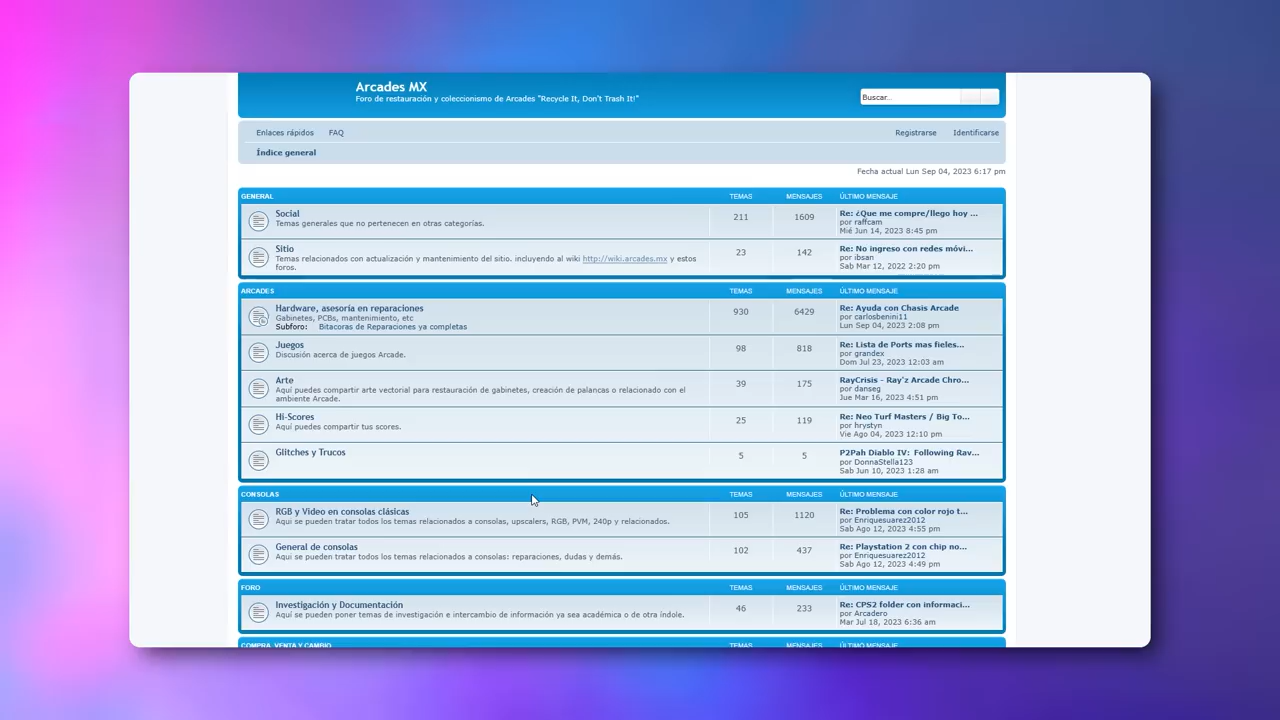 Arcades MX
Foro de restauración y coleccionismo de Arcades "Recycle It, Don't Trash It!"
Buscar...
Enlaces rápidos FAQ Registrarse Identificarse
Índice general
Fecha actual Lun Sep 04, 2023 6:17 pm
GENERAL TEMAS MENSAJES ÚLTIMO MENSAJE
Social
Temas generales que no pertenecen en otras categorías.
211 1609
Re: ¿Que me compre/llego hoy ...
por raffcam
Mié Jun 14, 2023 8:45 pm
Sitio
Temas relacionados con actualización y mantenimiento del sitio. incluyendo al wiki http://wiki.arcades.mx y estos
foros.
23 142
Re: No ingreso con redes móvi...
por ibsan
Sab Mar 12, 2022 2:20 pm
ARCADES TEMAS MENSAJES ÚLTIMO MENSAJE
Hardware, asesoría en reparaciones
Gabinetes, PCBs, mantenimiento, etc
Subforo: Bitacoras de Reparaciones ya completas
930 6429
Re: Ayuda con Chasis Arcade
por carlosbenini11
Lun Sep 04, 2023 2:08 pm
Juegos
Discusión acerca de juegos Arcade.
98 818
Re: Lista de Ports mas fieles...
por grandex
Dom Jul 23, 2023 12:03 am
Arte
Aquí puedes compartir arte vectorial para restauración de gabinetes, creación de palancas o relacionado con el
ambiente Arcade.
39 175
RayCrisis - Ray'z Arcade Chro...
por danseg
Jue Mar 16, 2023 4:51 pm
Hi-Scores
Aquí puedes compartir tus scores.
25 119
Re: Neo Turf Masters / Big To...
por hrystyn
Vie Ago 04, 2023 12:10 pm
Glitches y Trucos
5 5
P2Pah Diablo IV: Following Rav...
por DonnaStella123
Sab Jun 10, 2023 1:28 am
CONSOLAS TEMAS MENSAJES ÚLTIMO MENSAJE
RGB y Video en consolas clásicas
Aqui se pueden tratar todos los temas relacionados a consolas, upscalers, RGB, PVM, 240p y relacionados.
105 1120
Re: Problema con color rojo t...
por Enriquesuarez2012
Sab Ago 12, 2023 4:55 pm
General de consolas
Aqui se pueden tratar todos los temas relacionados a consolas: reparaciones, dudas y demás.
102 437
Re: Playstation 2 con chip no...
por Enriquesuarez2012
Sab Ago 12, 2023 4:49 pm
FORO TEMAS MENSAJES ÚLTIMO MENSAJE
Investigación y Documentación
Aquí se pueden poner temas de investigación e intercambio de información ya sea académica o de otra índole.
46 233
Re: CPS2 folder con informaci...
por Arcadero
Mar Jul 18, 2023 6:36 am
COMPRA, VENTA Y CAMBIO TEMAS MENSAJES ÚLTIMO MENSAJE